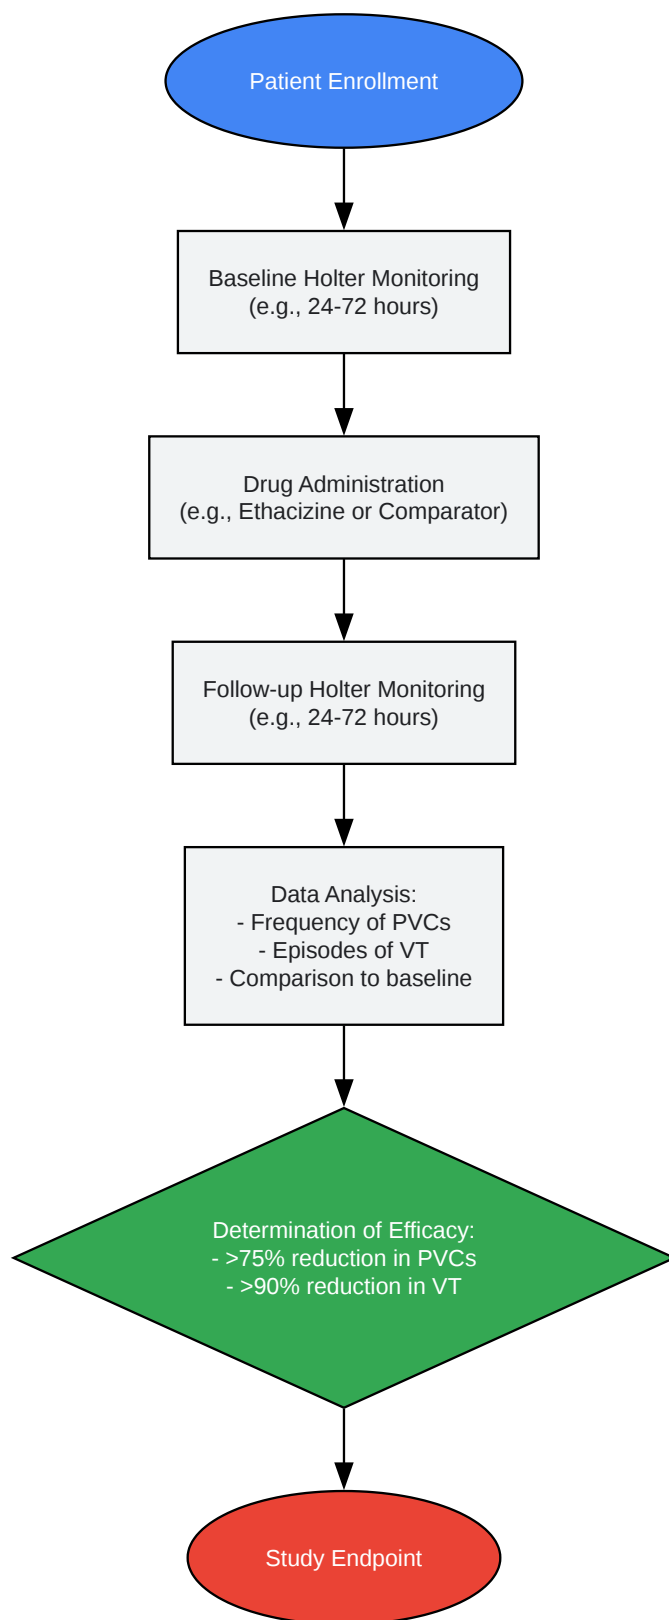 Patient Enrollment
Baseline Holter Monitoring
(e.g., 24-72 hours)
Drug Administration
(e.g., Ethacizine or Comparator)
Follow-up Holter Monitoring
(e.g., 24-72 hours)
Data Analysis:
- Frequency of PVCs
- Episodes of VT
- Comparison to baseline
Determination of Efficacy:
- >75% reduction in PVCs
- >90% reduction in VT
Study Endpoint